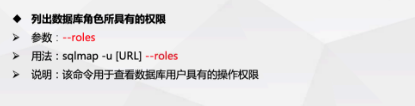 ◆ 列出数据库角色所具有的权限
➢ 参数：--roles
➢ 用法：sqlmap -u [URL] --roles
➢ 说明：该命令用于查看数据库用户具有的操作权限